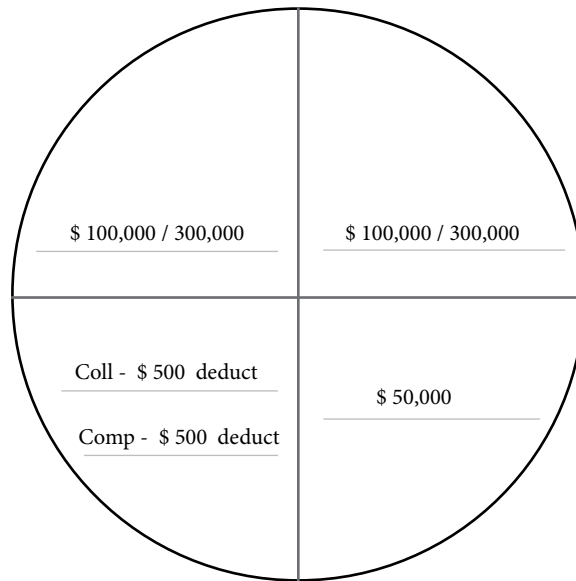 $ 100,000 / 300,000
$ 100,000 / 300,000
Coll - $ 500 deduct
Comp - $ 500 deduct
$ 50,000